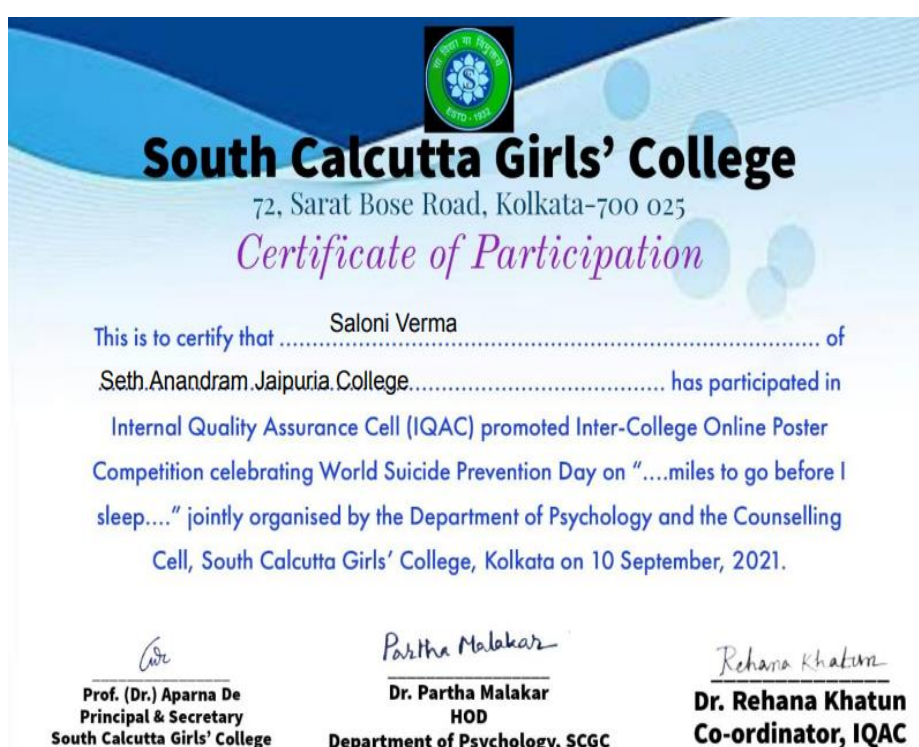 सा विद्या या विमुक्तये
S
ESTD - 1932
South Calcutta Girls’ College
72, Sarat Bose Road, Kolkata-700 025
Certificate of Participation
This is to certify that ..... Saloni Verma ..... of
Seth Anandram Jaipuria College..... has participated in
Internal Quality Assurance Cell (IQAC) promoted Inter-College Online Poster
Competition celebrating World Suicide Prevention Day on “....miles to go before I
sleep....” jointly organised by the Department of Psychology and the Counselling
Cell, South Calcutta Girls’ College, Kolkata on 10 September, 2021.
Partha Malakar
Rehana Khatun
Prof. (Dr.) Aparna De
Principal & Secretary
South Calcutta Girls’ College
Dr. Partha Malakar
HOD
Department of Psychology, SCGC
Dr. Rehana Khatun
Co-ordinator, IQAC